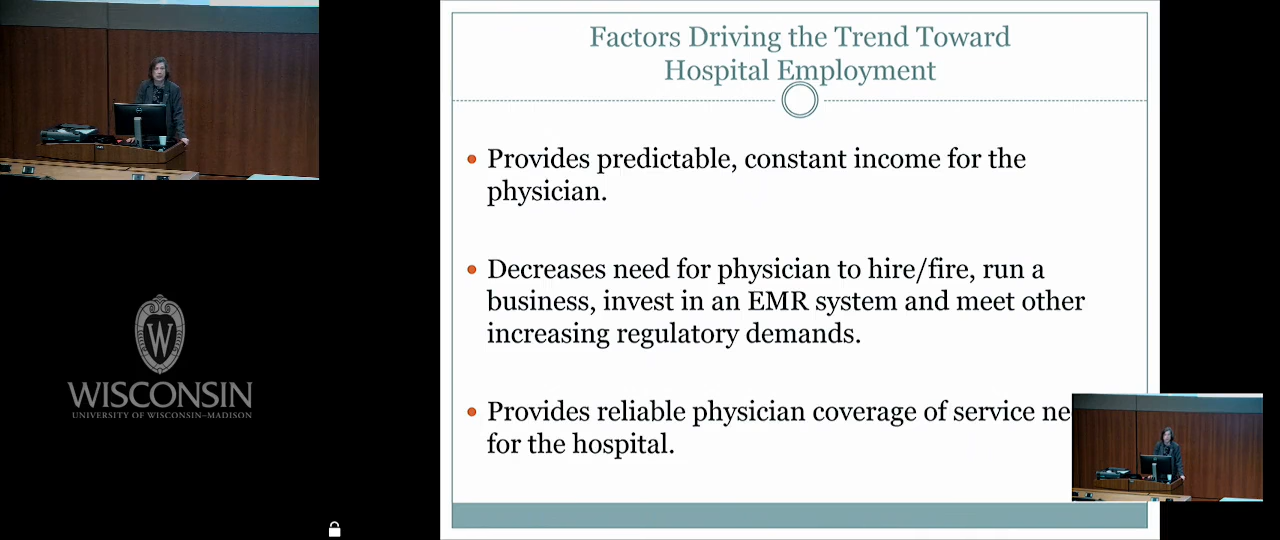 Factors Driving the Trend Toward
Hospital Employment
• Provides predictable, constant income for the
physician.
• Decreases need for physician to hire/fire, run a
business, invest in an EMR system and meet other
increasing regulatory demands.
• Provides reliable physician coverage of service
for the hospital.
W
WISCONSIN
UNIVERSITY OF WISCONSIN–MADISON